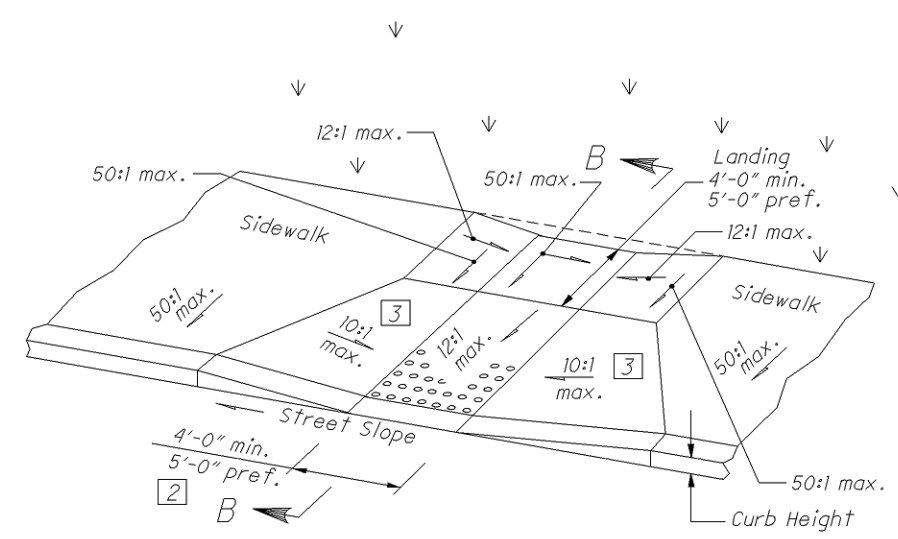 12:1 max.
50:1 max.
50:1 max.
B
Landing
4'-0" min.
5'-0" pref.
12:1 max.
Sidewalk
Sidewalk
50:1
max.
3
10:1
max.
12:1
max.
10:1
max.
3
50:1
max.
Street Slope
4'-0" min.
5'-0" pref.
2
B
50:1 max.
Curb Height